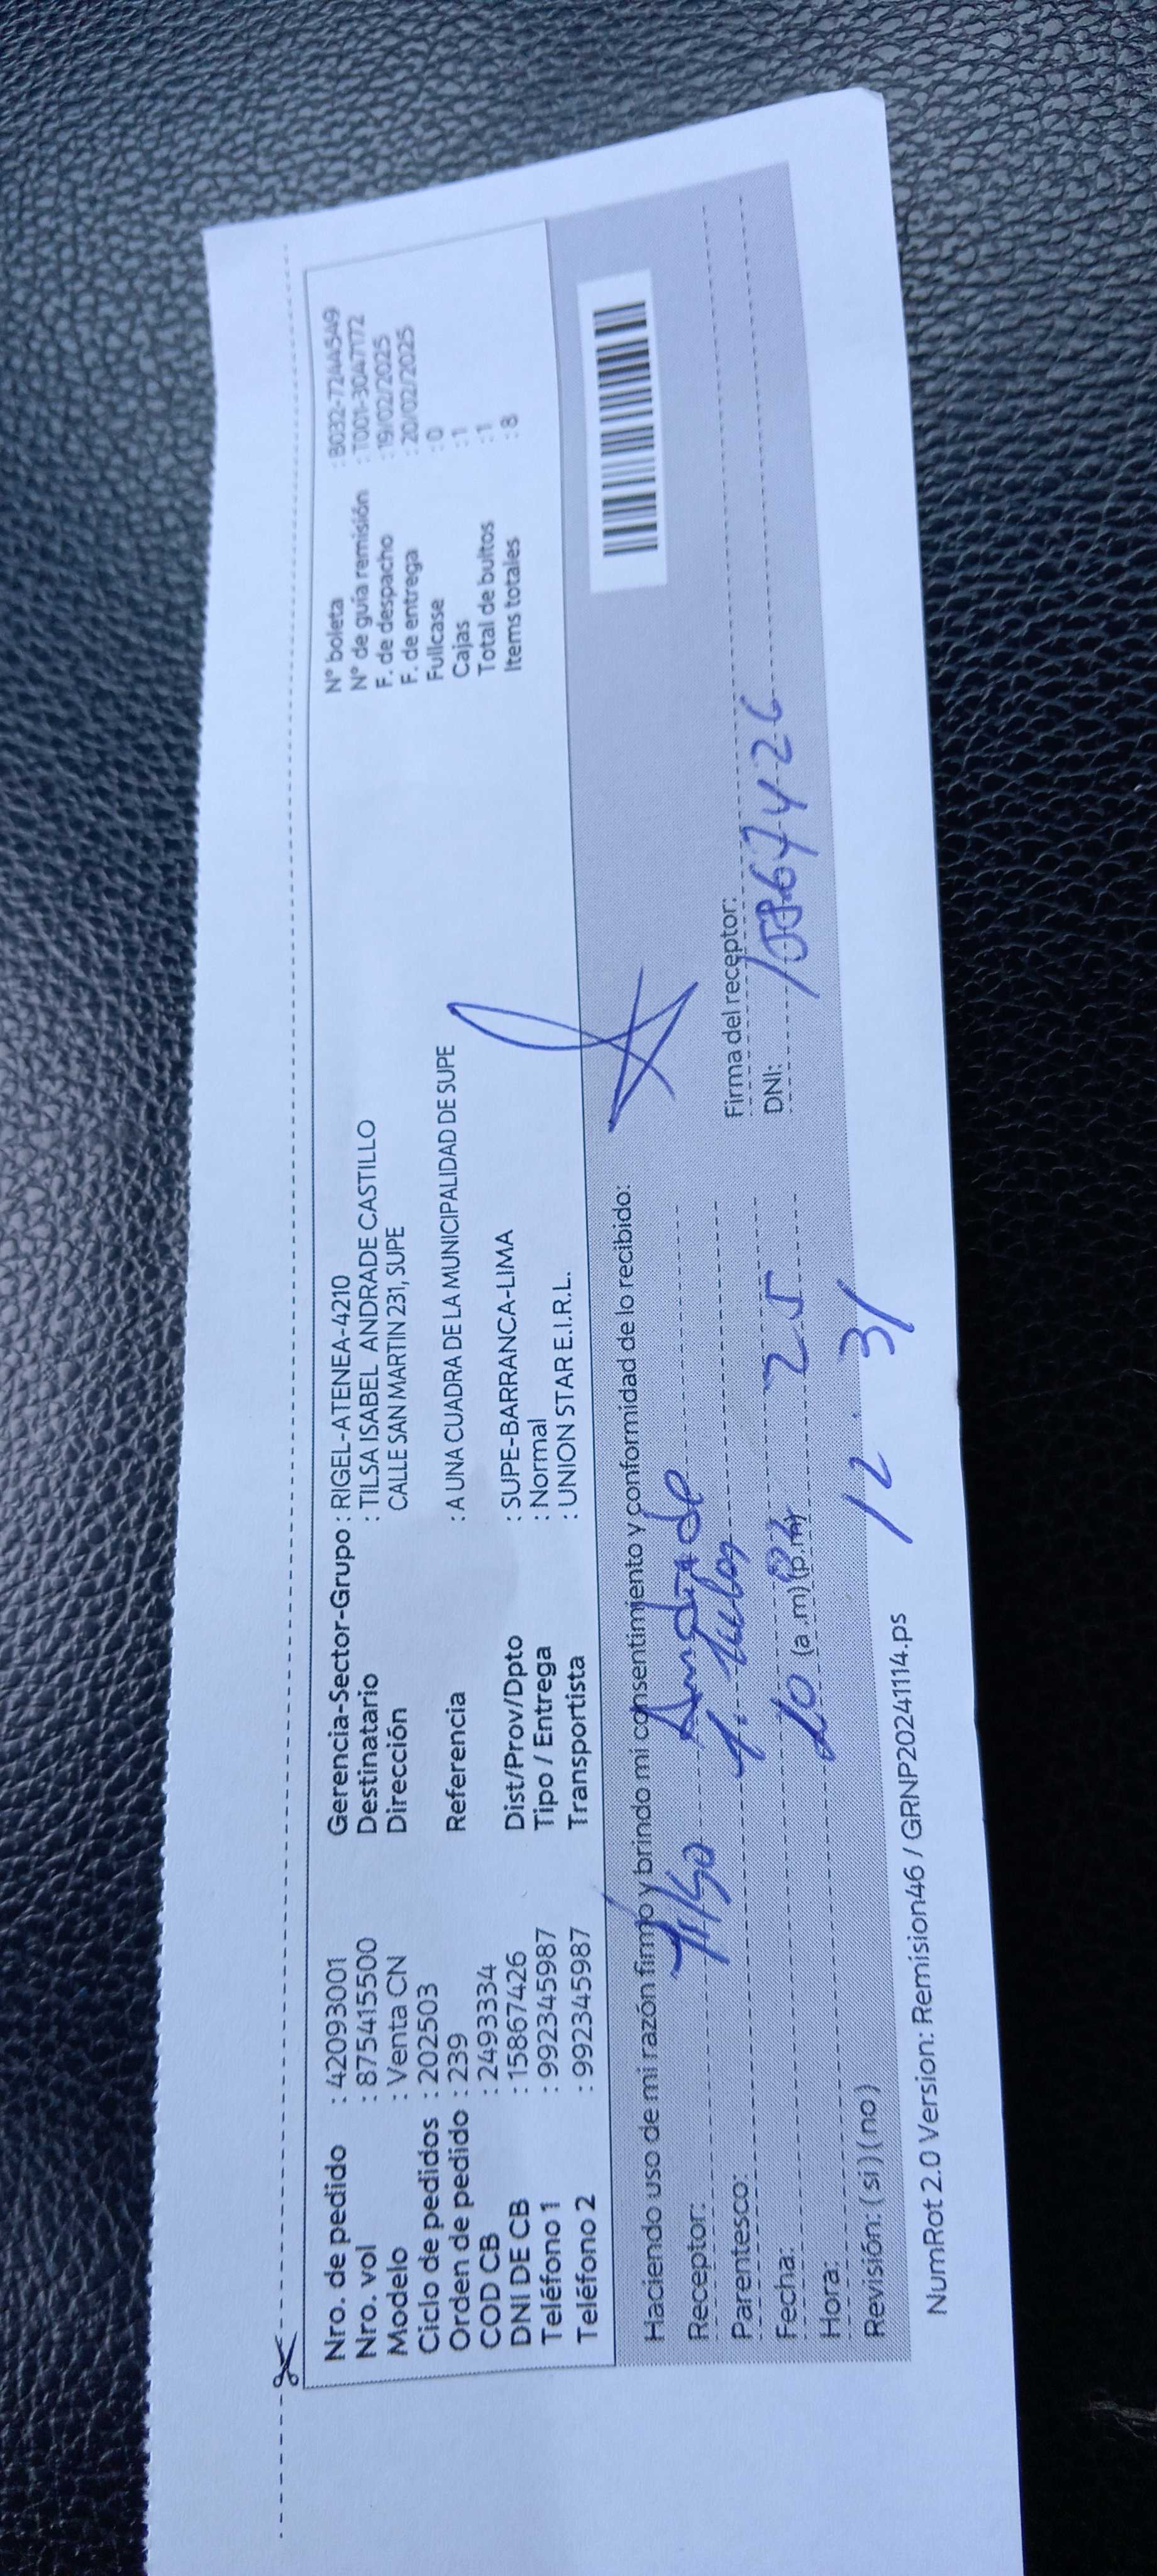 Nro. de pedido : 42093001 Gerencia-Sector-Grupo : RIGEL-ATENEA-4210 N° boleta : B032-7244549
Nro. vol : 875415500 Destinatario : TILSA ISABEL ANDRADE CASTILLO N° de guía remisión : T001-3047172
Modelo : Venta CN Dirección CALLE SAN MARTIN 231, SUPE F. de despacho : 19/02/2025
Ciclo de pedidos : 202503 F. de entrega : 20/02/2025
Orden de pedido : 239 Referencia : A UNA CUADRA DE LA MUNICIPALIDAD DE SUPE Fullcase : 0
COD CB : 2493334 Cajas : 1
DNI DE CB : 15867426 Dist/Prov/Dpto : SUPE-BARRANCA-LIMA Total de bultos : 1
Teléfono 1 : 992345987 Tipo / Entrega : Normal Items totales : 8
Teléfono 2 : 992345987 Transportista : UNION STAR E.I.R.L.
Haciendo uso de mi razón firmo y brindo mi consentimiento y conformidad de lo recibido:
Receptor: Tilsa Andrade
Parentesco: Firma del receptor:
Fecha: 20 02 25 DNI: 15867426
Hora: (a.m) (p.m) 12 31
Revisión: ( si ) ( no )
NumRot 2.0 Version: Remision46 / GRNP20241114.ps